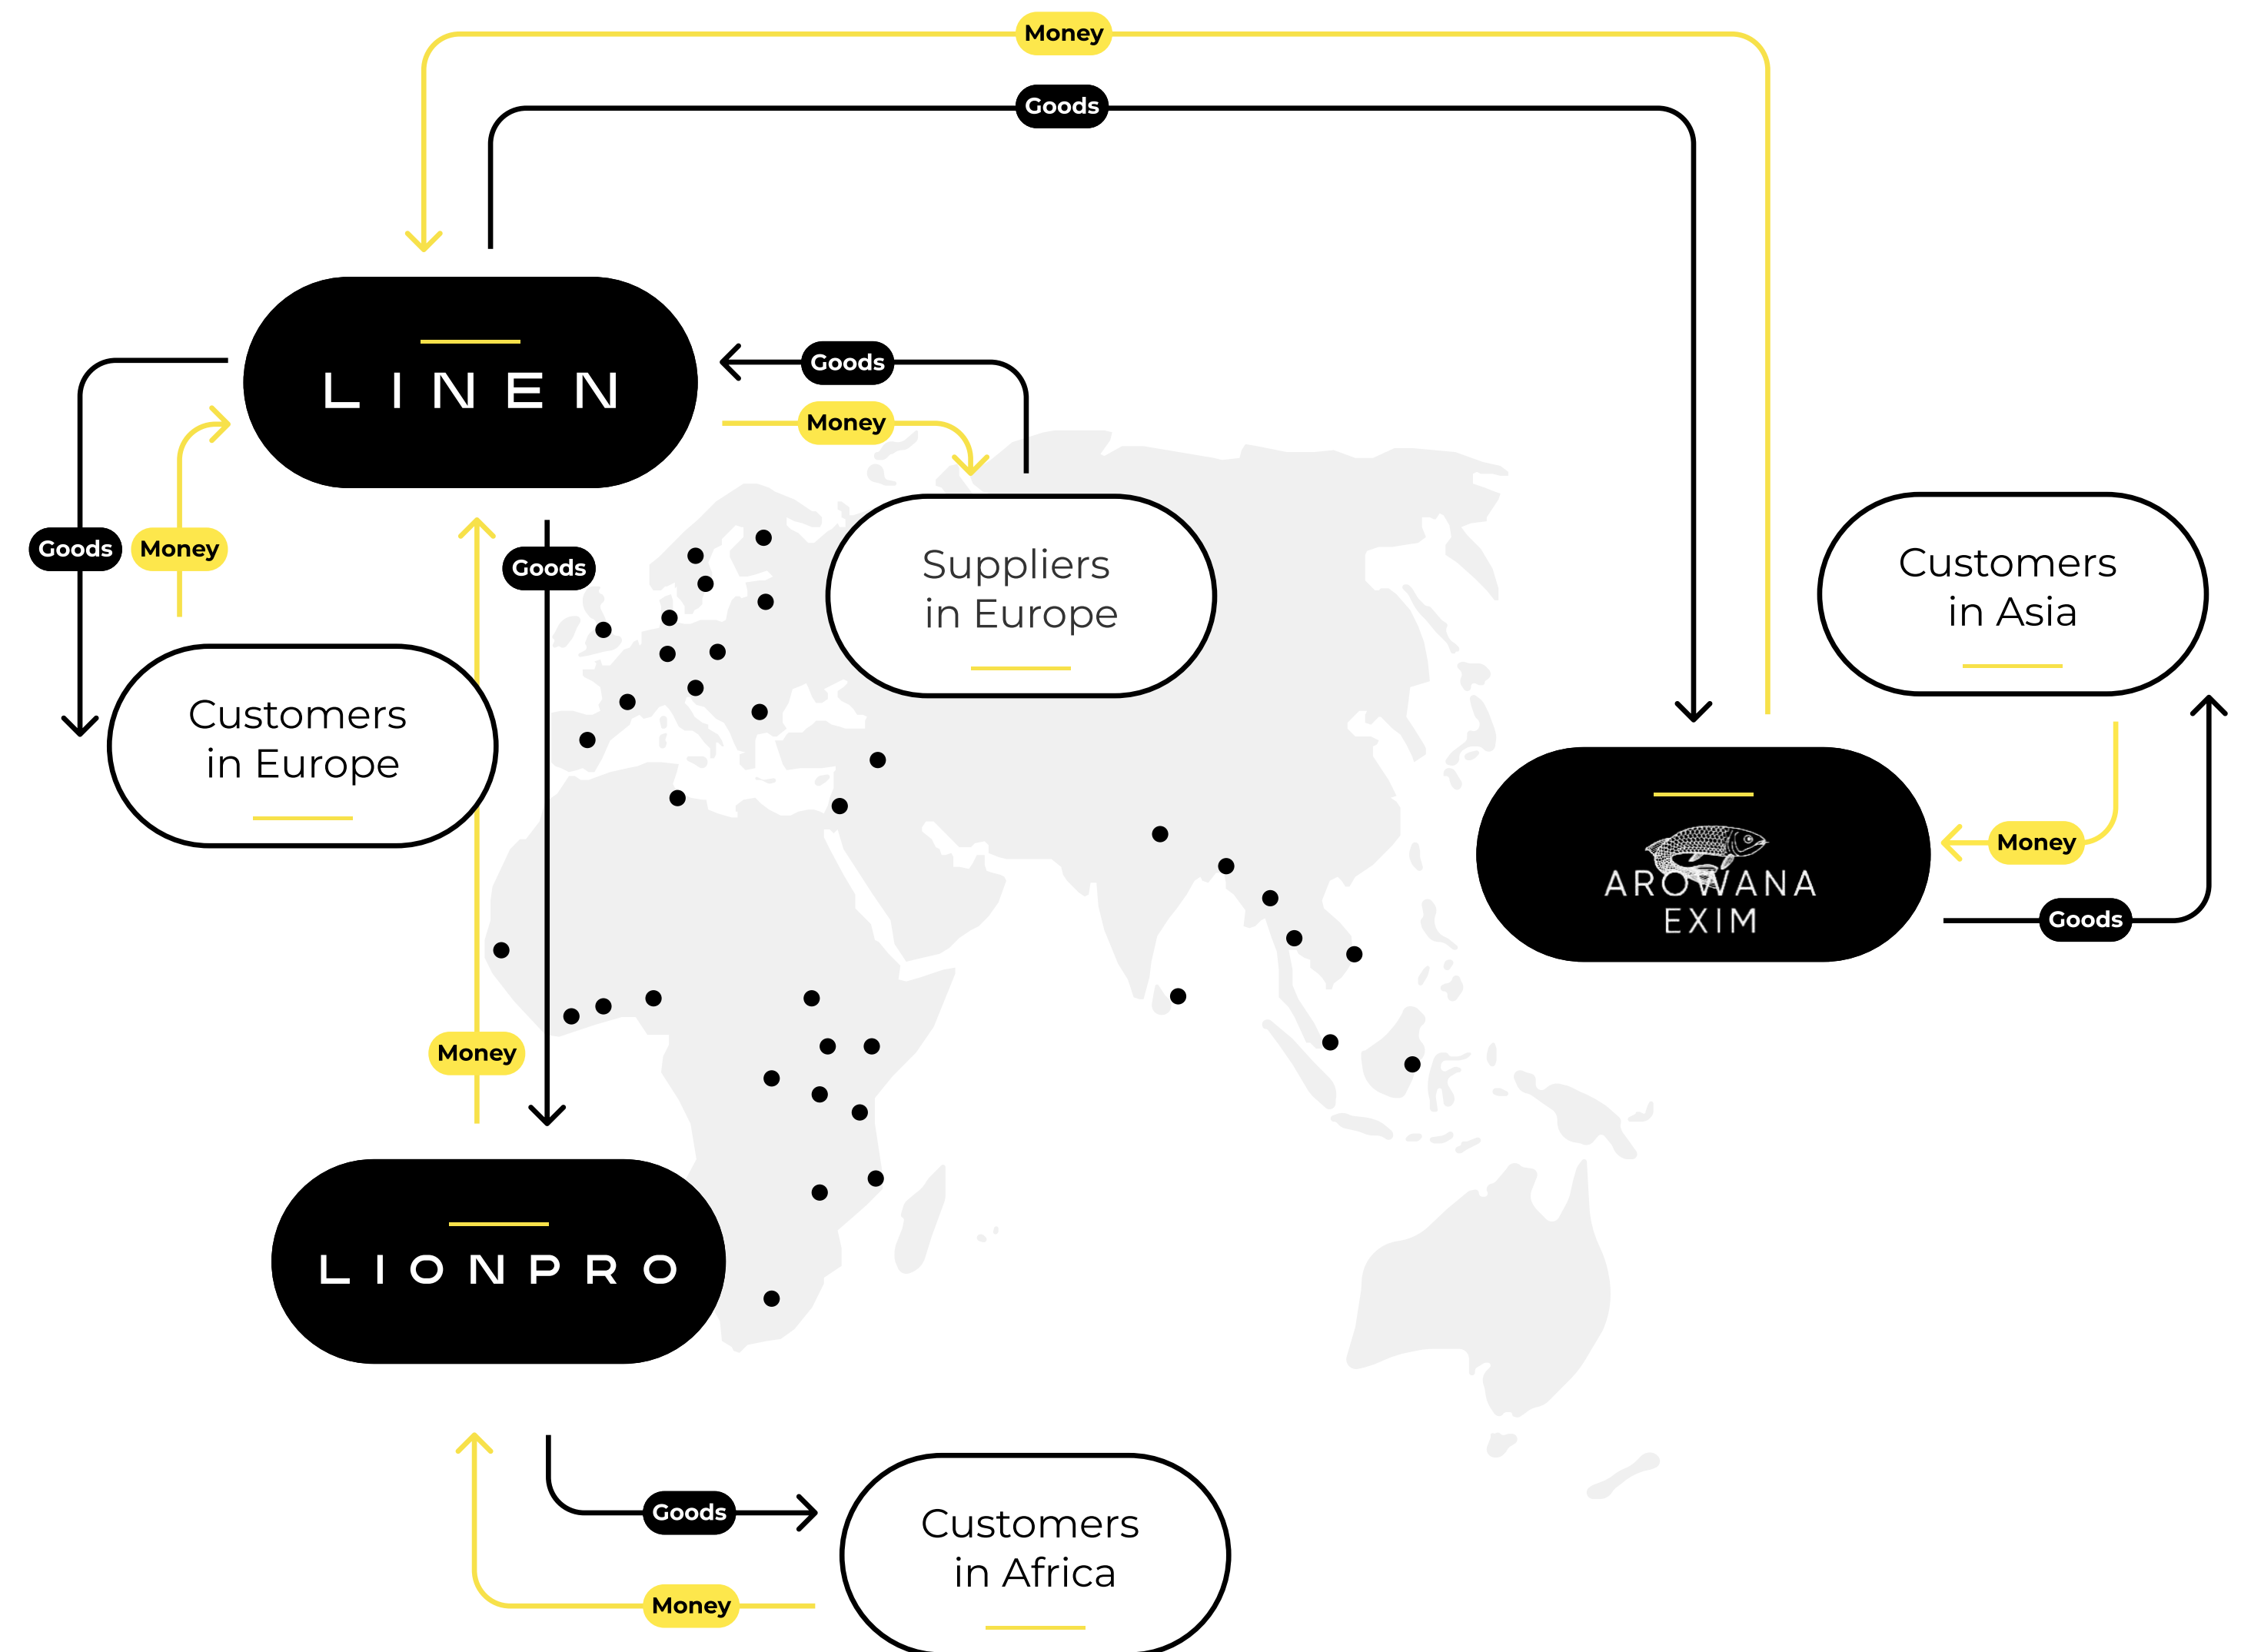 Money
Goods
LINEN
Goods
Money
Goods
Money
Goods
Suppliers
in Europe
Customers
in Asia
Customers
in Europe
Money
AROWANA
EXIM
Goods
Money
LIONPRO
Goods
Customers
in Africa
Money